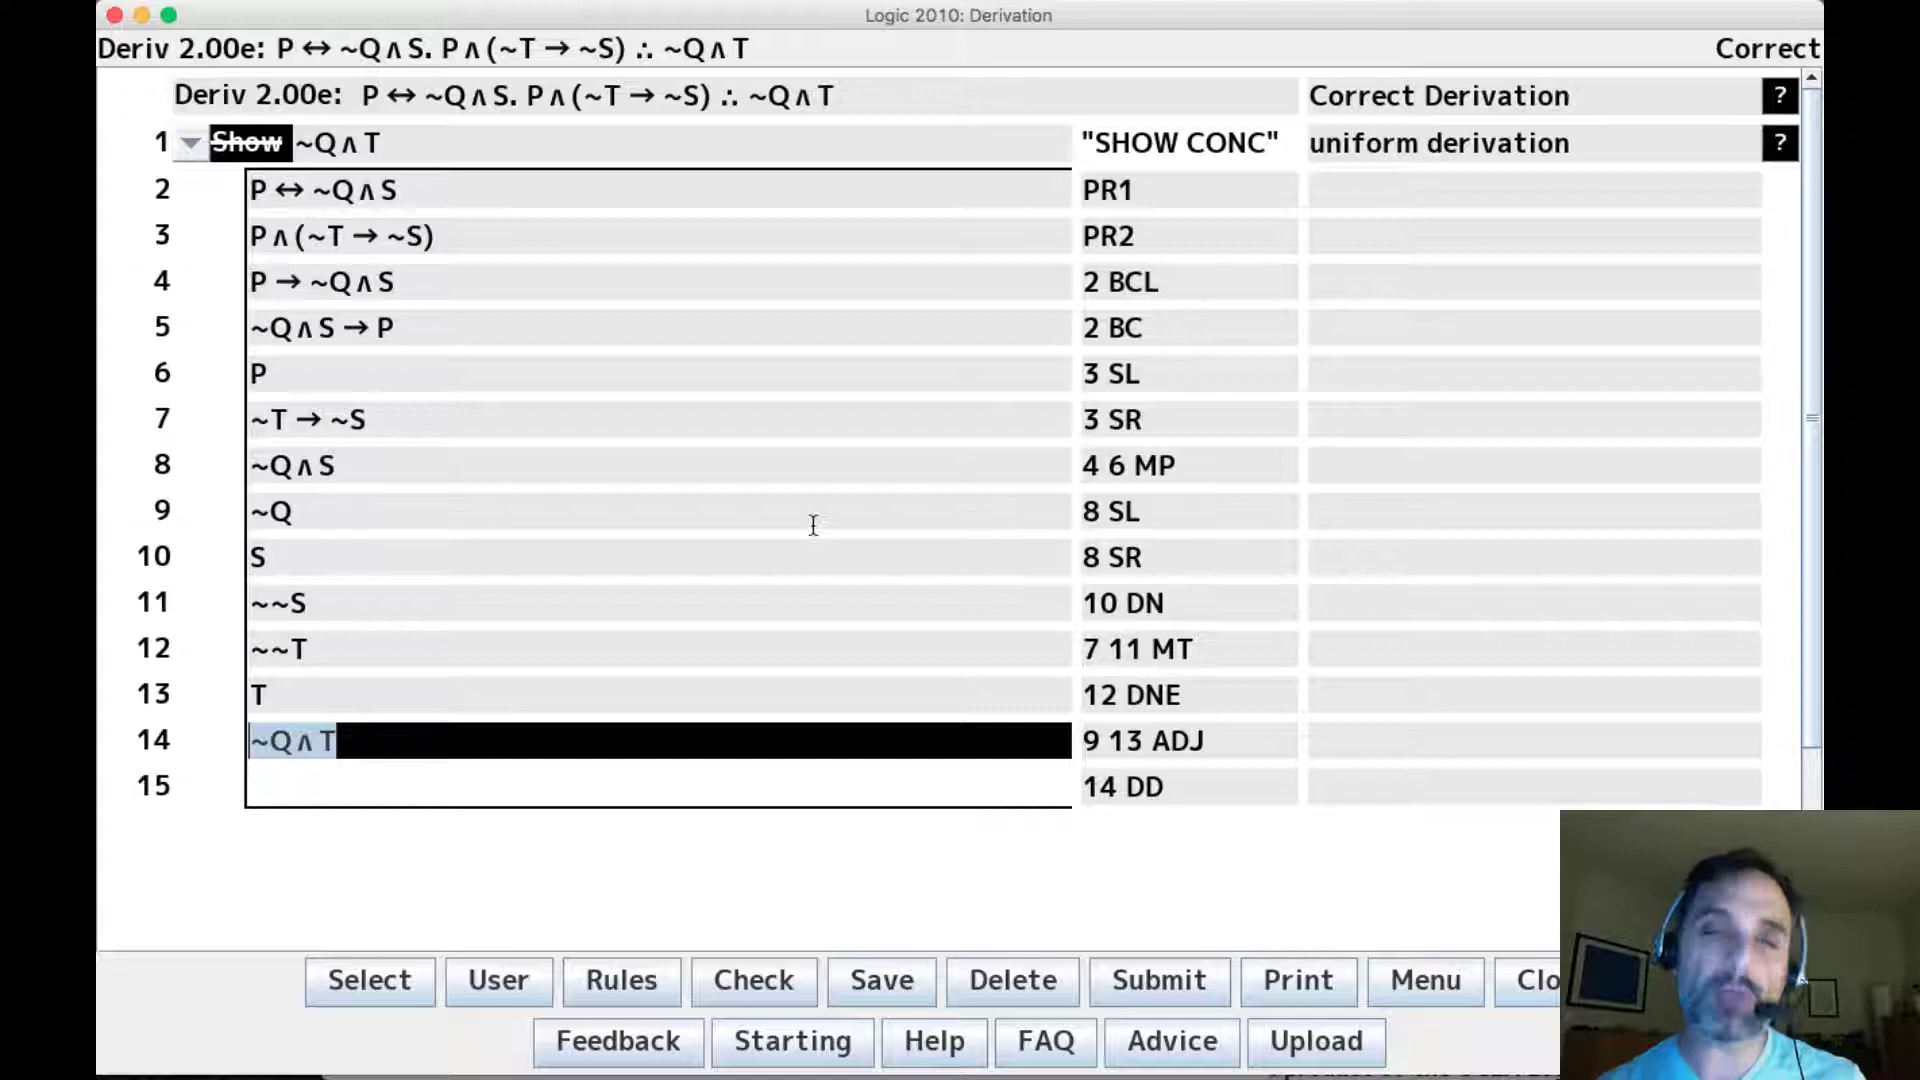 Logic 2010: Derivation
Deriv 2.00e: P ↔ ~Q∧S. P∧(~T → ~S) ∴ ~Q∧T Correct
Deriv 2.00e: P ↔ ~Q∧S. P∧(~T → ~S) ∴ ~Q∧T Correct Derivation ?
1 Show ~Q∧T "SHOW CONC" uniform derivation ?
2 P ↔ ~Q∧S PR1
3 P∧(~T → ~S) PR2
4 P → ~Q∧S 2 BCL
5 ~Q∧S → P 2 BC
6 P 3 SL
7 ~T → ~S 3 SR
8 ~Q∧S 4 6 MP
9 ~Q 8 SL
10 S 8 SR
11 ~~S 10 DN
12 ~~T 7 11 MT
13 T 12 DNE
14 ~Q∧T 9 13 ADJ
15 14 DD
Select User Rules Check Save Delete Submit Print Menu Clo
Feedback Starting Help FAQ Advice Upload